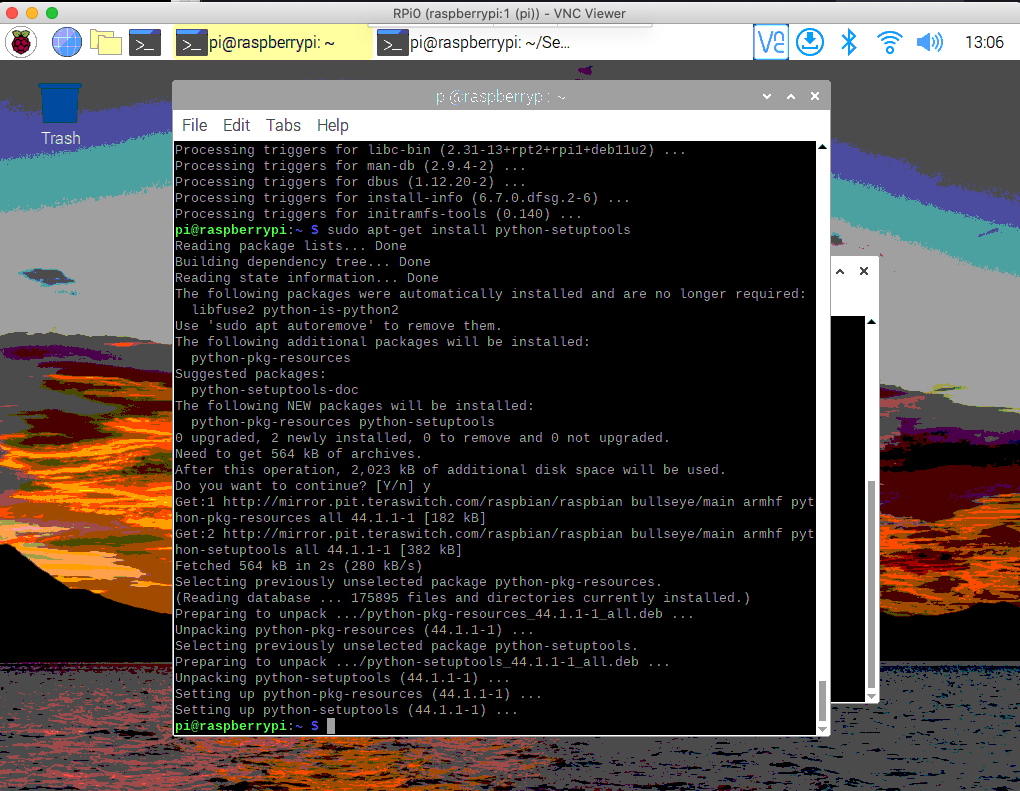 RPi0 (raspberrypi:1 (pi)) - VNC Viewer
pi@raspberrypi: ~
pi@raspberrypi: ~/Se...
13:06
Trash
pi@raspberrypi: ~
File Edit Tabs Help
Processing triggers for libc-bin (2.31-13+rpt2+rpi1+deb11u2) ...
Processing triggers for man-db (2.9.4-2) ...
Processing triggers for dbus (1.12.20-2) ...
Processing triggers for install-info (6.7.0.dfsg.2-6) ...
Processing triggers for initramfs-tools (0.140) ...
pi@raspberrypi:~ $ sudo apt-get install python-setuptools
Reading package lists... Done
Building dependency tree... Done
Reading state information... Done
The following packages were automatically installed and are no longer required:
  libfuse2 python-is-python2
Use 'sudo apt autoremove' to remove them.
The following additional packages will be installed:
  python-pkg-resources
Suggested packages:
  python-setuptools-doc
The following NEW packages will be installed:
  python-pkg-resources python-setuptools
0 upgraded, 2 newly installed, 0 to remove and 0 not upgraded.
Need to get 564 kB of archives.
After this operation, 2,023 kB of additional disk space will be used.
Do you want to continue? [Y/n] y
Get:1 http://mirror.pit.teraswitch.com/raspbian/raspbian bullseye/main armhf pyt
hon-pkg-resources all 44.1.1-1 [182 kB]
Get:2 http://mirror.pit.teraswitch.com/raspbian/raspbian bullseye/main armhf pyt
hon-setuptools all 44.1.1-1 [382 kB]
Fetched 564 kB in 2s (280 kB/s)
Selecting previously unselected package python-pkg-resources.
(Reading database ... 175895 files and directories currently installed.)
Preparing to unpack .../python-pkg-resources_44.1.1-1_all.deb ...
Unpacking python-pkg-resources (44.1.1-1) ...
Selecting previously unselected package python-setuptools.
Preparing to unpack .../python-setuptools_44.1.1-1_all.deb ...
Unpacking python-setuptools (44.1.1-1) ...
Setting up python-pkg-resources (44.1.1-1) ...
Setting up python-setuptools (44.1.1-1) ...
pi@raspberrypi:~ $